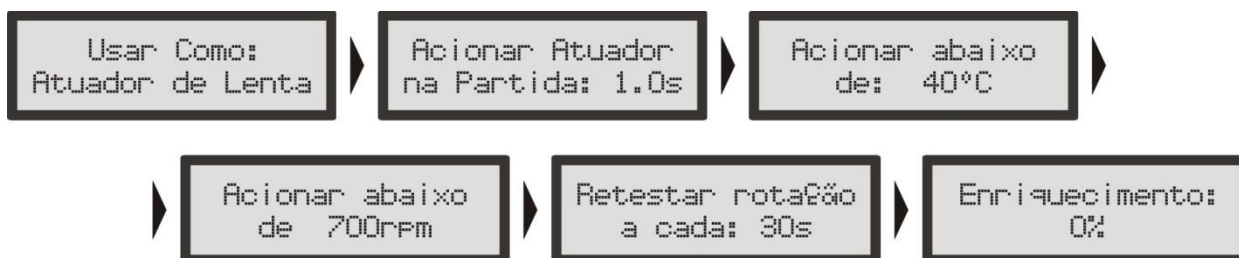 Usar Como:
Atuador de Lenta
Acionar Atuador
na Partida: 1.0s
Acionar abaixo
de: 40°C
Acionar abaixo
de 700rpm
Retestar rotação
a cada: 30s
Enriquecimento:
0%